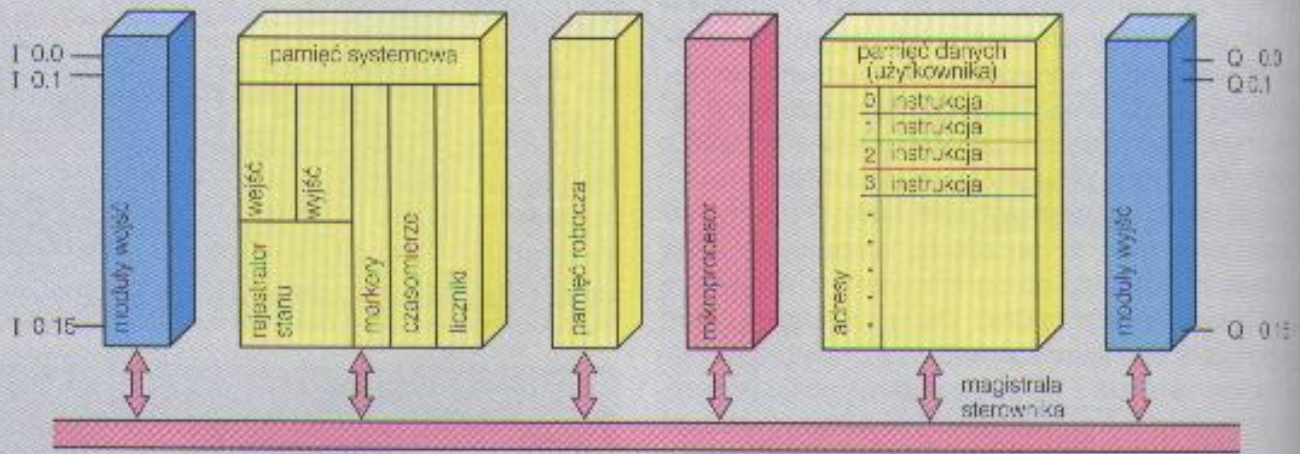 I 0.0
I 0.1
I 0.15
moduły wejść
pamięć systemowa
wejść
wyjść
rejestrator
stanu
markery
czasomierze
liczniki
pamięć robocza
mikroprocesor
pamięć danych
(użytkownika)
0 instrukcja
1 instrukcja
2 instrukcja
3 instrukcja
adresy
moduły wyjść
Q 0.0
Q 0.1
Q 0.15
magistrala
sterownika